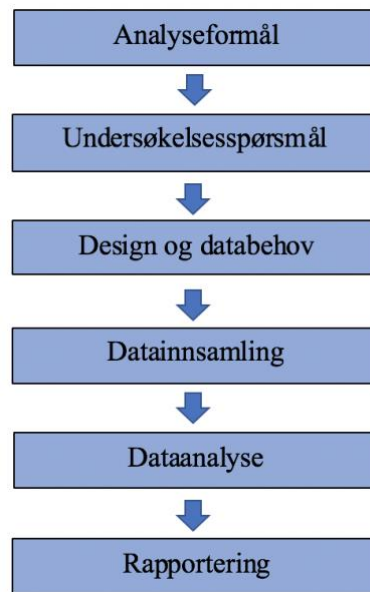 Analyseformål
Undersøkelsesspørsmål
Design og databehov
Datainnsamling
Dataanalyse
Rapportering